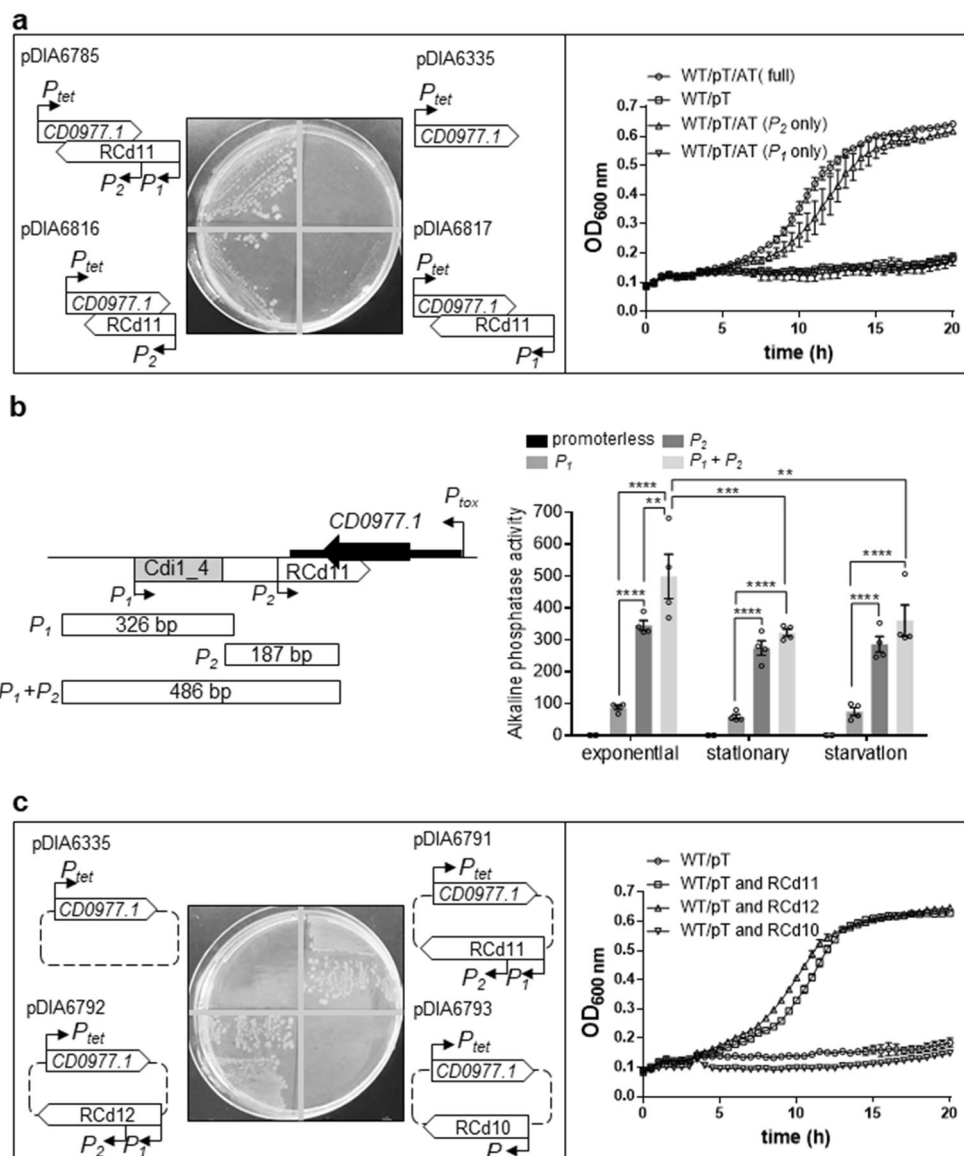 a
pDIA6785
Ptet
CD0977.1
RCd11
P2 P1
pDIA6335
Ptet
CD0977.1
pDIA6816
Ptet
CD0977.1
RCd11
P2
pDIA6817
Ptet
CD0977.1
RCd11
P1
WT/pT/AT( full)
WT/pT
WT/pT/AT (P2 only)
WT/pT/AT (P1 only)
OD600 nm
0.7
0.6
0.5
0.4
0.3
0.2
0.1
0.0
0 5 10 15 20
time (h)
b
Ptox
CD0977.1
Cdi1_4
RCd11
P1
P2
P1 326 bp
P2 187 bp
P1 +P2 486 bp
promoterless
P1
P2
P1 + P2
Alkaline phosphatase activity
700
600
500
400
300
200
100
0
**
**** ***
**
**** **** ****
**** ****
exponential stationary starvation
c
pDIA6335
Ptet
CD0977.1
pDIA6791
Ptet
CD0977.1
RCd11
P2 P1
pDIA6792
Ptet
CD0977.1
RCd12
P2 P1
pDIA6793
Ptet
CD0977.1
RCd10
P
WT/pT
WT/pT and RCd11
WT/pT and RCd12
WT/pT and RCd10
OD600 nm
0.7
0.6
0.5
0.4
0.3
0.2
0.1
0.0
0 5 10 15 20
time (h)